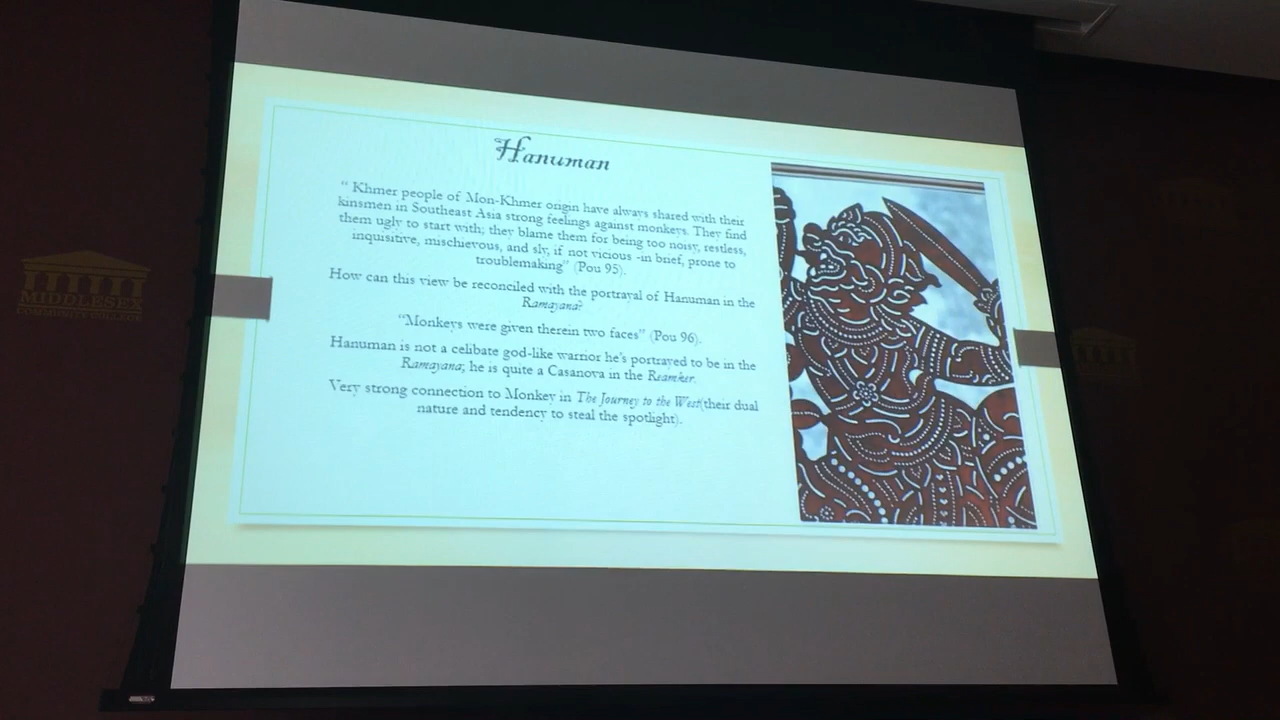 Hanuman
“ Khmer people of Mon-Khmer origin have always shared with their
kinsmen in Southeast Asia strong feelings against monkeys. They find
them ugly to start with; they blame them for being too noisy, restless,
inquisitive, mischievous, and sly, if not vicious -in brief, prone to
troublemaking” (Pou 95).
How can this view be reconciled with the portrayal of Hanuman in the
Ramayana?
“Monkeys were given therein two faces” (Pou 96).
Hanuman is not a celibate god-like warrior he’s portrayed to be in the
Ramayana; he is quite a Casanova in the Reamker.
Very strong connection to Monkey in The Journey to the West(their dual
nature and tendency to steal the spotlight).
MIDDLESEX
COMMUNITY COLLEGE